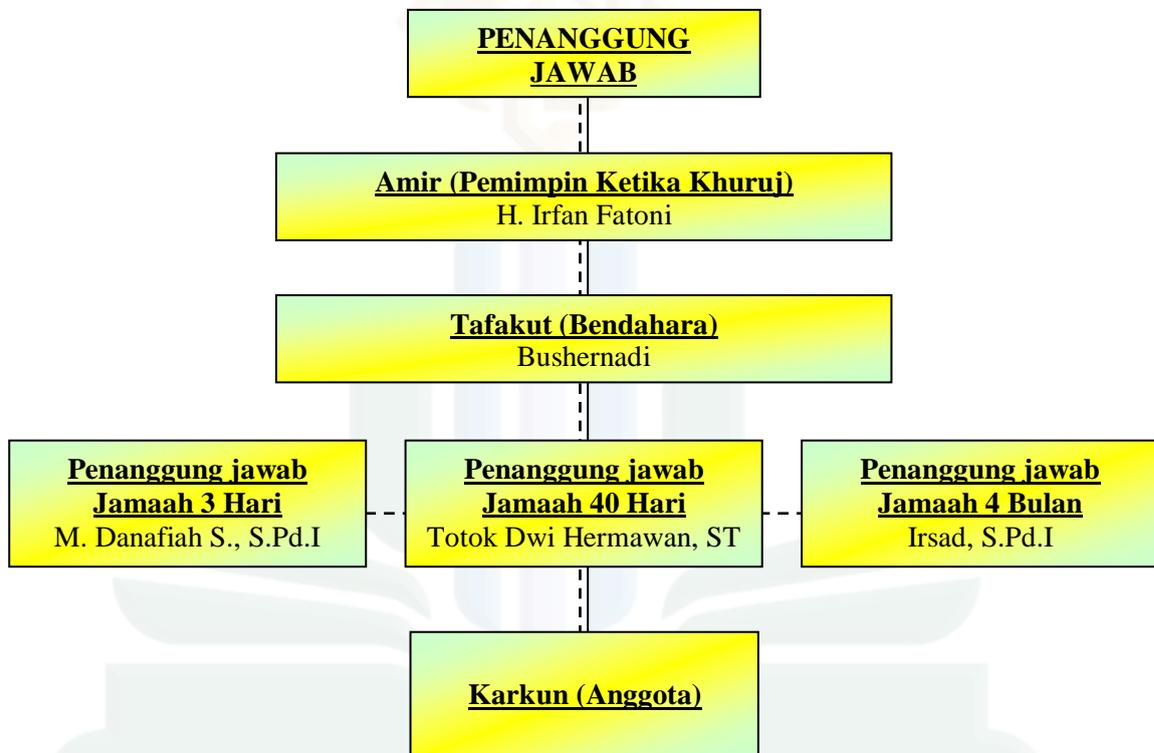 PENANGGUNG
JAWAB
Amir (Pemimpin Ketika Khuruj)
H. Irfan Fatoni
Tafakut (Bendahara)
Bushernadi
Penanggung jawab
Jamaah 3 Hari
M. Danafiah S., S.Pd.I
Penanggung jawab
Jamaah 40 Hari
Totok Dwi Hermawan, ST
Penanggung jawab
Jamaah 4 Bulan
Irsad, S.Pd.I
Karkun (Anggota)